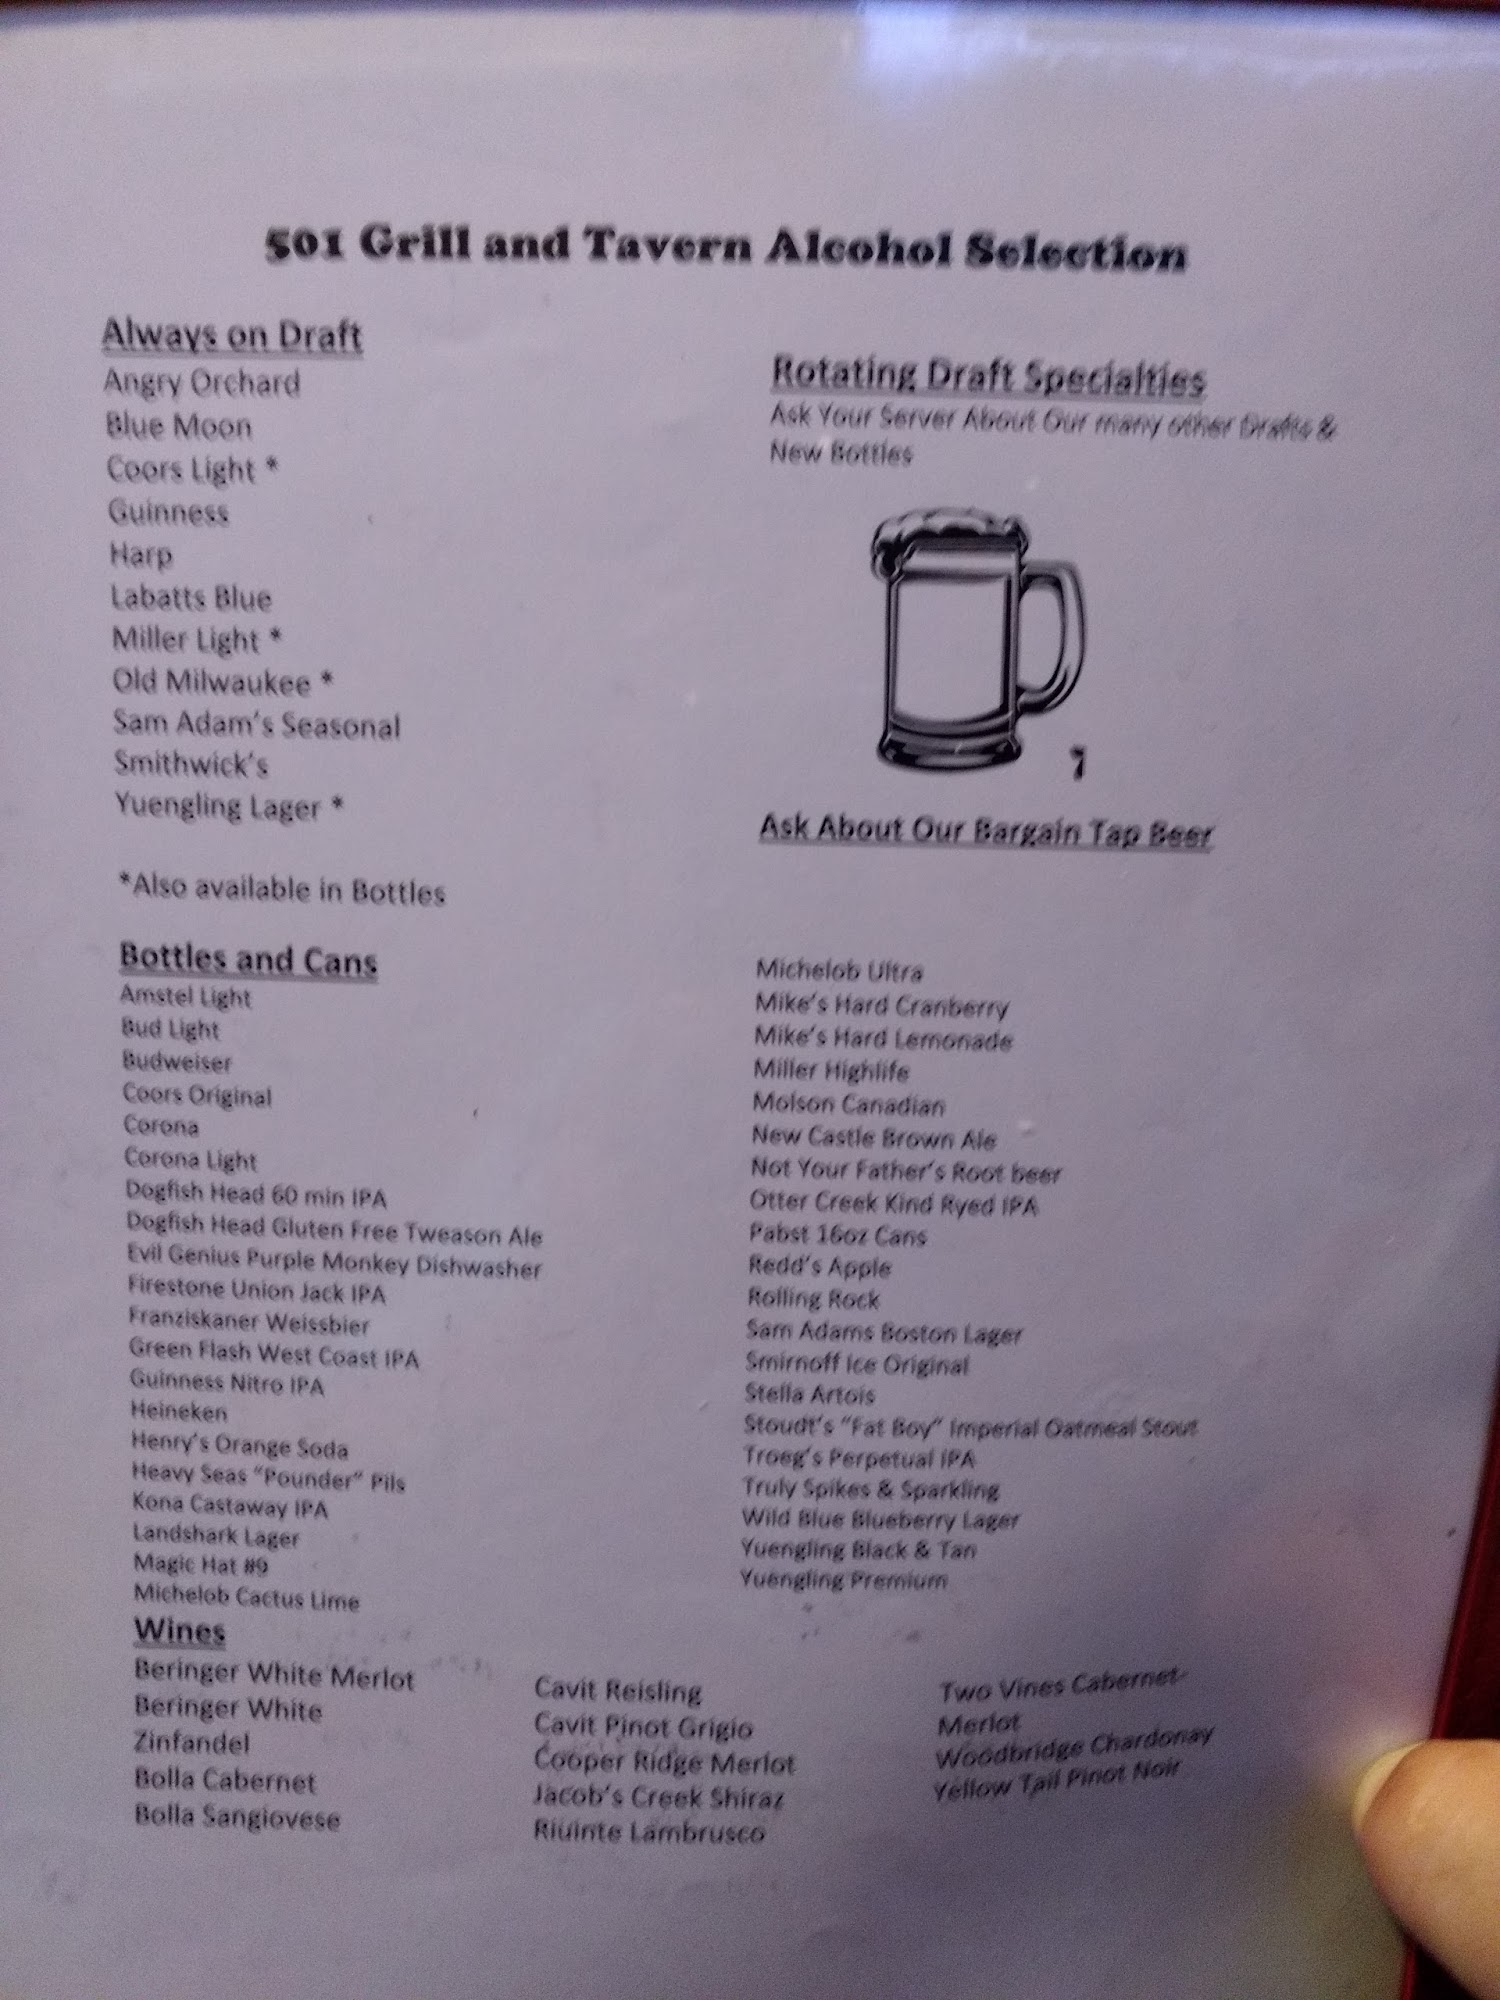 501 Grill and Tavern Alcohol Selection
Always on Draft
Angry Orchard
Blue Moon
Coors Light *
Guinness
Harp
Labatts Blue
Miller Light *
Old Milwaukee *
Sam Adam's Seasonal
Smithwick's
Yuengling Lager *
*Also available in Bottles
Rotating Draft Specialties
Ask Your Server About Our many other Drafts &
New Bottles
7
Ask About Our Bargain Tap Beer
Bottles and Cans
Amstel Light
Bud Light
Budweiser
Coors Original
Corona
Corona Light
Dogfish Head 60 min IPA
Dogfish Head Gluten Free Tweason Ale
Evil Genius Purple Monkey Dishwasher
Firestone Union Jack IPA
Franziskaner Weissbier
Green Flash West Coast IPA
Guinness Nitro IPA
Heineken
Henry's Orange Soda
Heavy Seas "Pounder" Pils
Kona Castaway IPA
Landshark Lager
Magic Hat #9
Michelob Cactus Lime
Michelob Ultra
Mike's Hard Cranberry
Mike's Hard Lemonade
Miller Highlife
Molson Canadian
New Castle Brown Ale
Not Your Father's Root beer
Otter Creek Kind Ryed IPA
Pabst 16oz Cans
Redd's Apple
Rolling Rock
Sam Adams Boston Lager
Smirnoff Ice Original
Stella Artois
Stoudt's "Fat Boy" Imperial Oatmeal Stout
Troeg's Perpetual IPA
Truly Spikes & Sparkling
Wild Blue Blueberry Lager
Yuengling Black & Tan
Yuengling Premium
Wines
Beringer White Merlot
Beringer White
Zinfandel
Bolla Cabernet
Bolla Sangiovese
Cavit Reisling
Cavit Pinot Grigio
Cooper Ridge Merlot
Jacob's Creek Shiraz
Riuinte Lambrusco
Two Vines Cabernet-
Merlot
Woodbridge Chardonay
Yellow Tail Pinot Noir